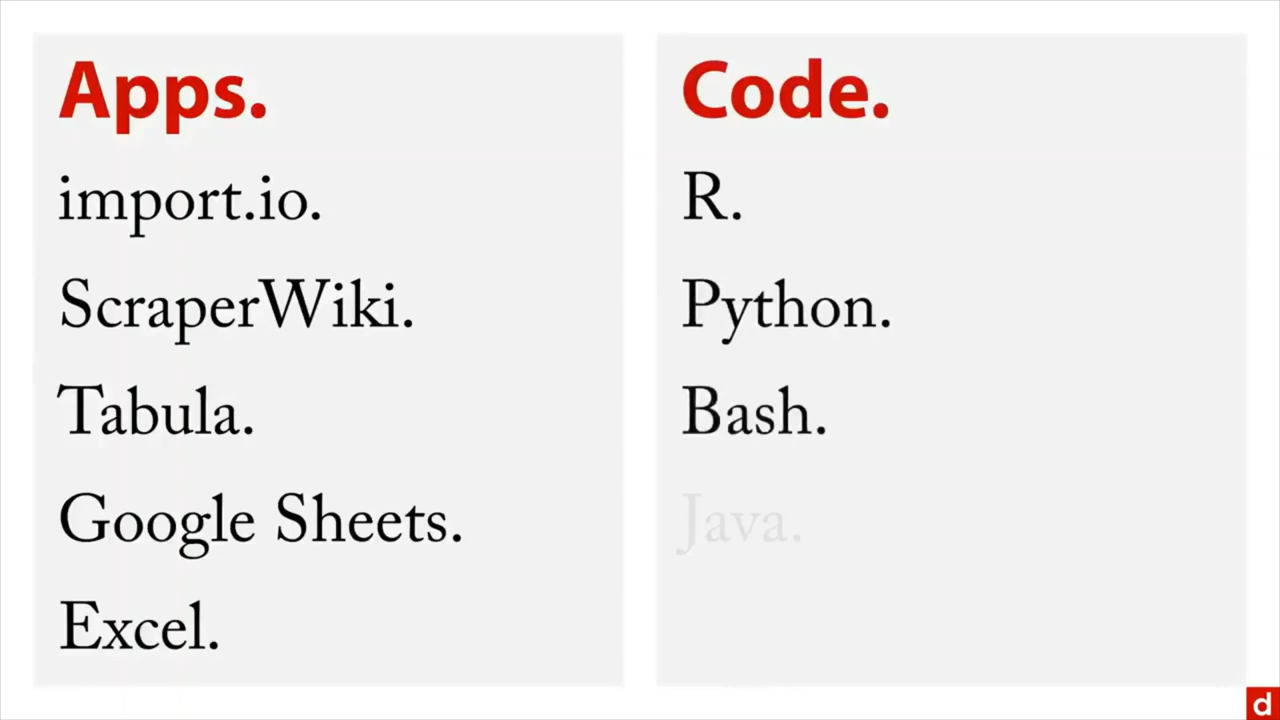 Apps.
import.io.
ScraperWiki.
Tabula.
Google Sheets.
Excel.
Code.
R.
Python.
Bash.
Java.
d